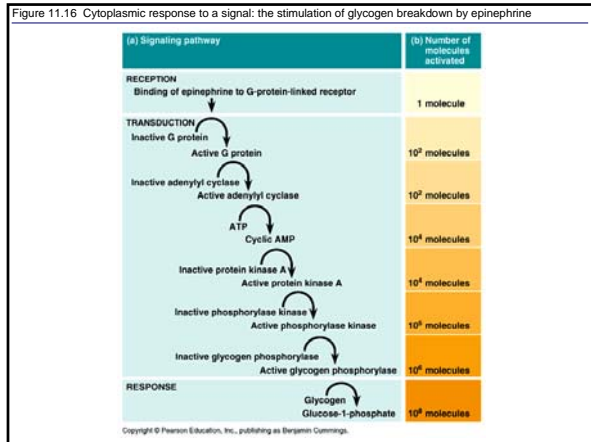 Figure 11.16 Cytoplasmic response to a signal: the stimulation of glycogen breakdown by epinephrine
(a) Signaling pathway
(b) Number of
molecules
activated
RECEPTION
Binding of epinephrine to G-protein-linked receptor
1 molecule
TRANSDUCTION
Inactive G protein
Active G protein
10² molecules
Inactive adenylyl cyclase
Active adenylyl cyclase
10² molecules
ATP
Cyclic AMP
10⁴ molecules
Inactive protein kinase A
Active protein kinase A
10⁴ molecules
Inactive phosphorylase kinase
Active phosphorylase kinase
10⁵ molecules
Inactive glycogen phosphorylase
Active glycogen phosphorylase
10⁶ molecules
RESPONSE
Glycogen
Glucose-1-phosphate
10⁸ molecules
Copyright © Pearson Education, Inc., publishing as Benjamin Cummings.